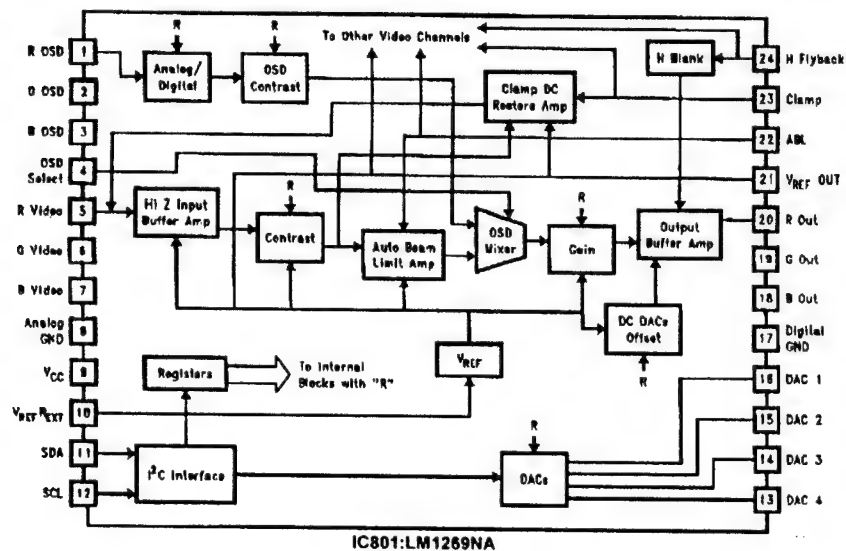 R OSD
1
G OSD
2
B OSD
3
OSD
Select
4
R Video
5
G Video
6
B Video
7
Analog
GND
8
VCC
9
VREF REXT
10
SDA
11
SCL
12
R
Analog/
Digital
R
OSD
Contrast
To Other Video Channels
H Blank
Clamp DC
Restore Amp
Hi Z Input
Buffer Amp
R
Contrast
Auto Beam
Limit Amp
OSD
Mixer
R
Gain
Output
Buffer Amp
DC DACs
Offset
R
VREF
Registers
To Internal
Blocks with "R"
I²C Interface
R
DACs
24
H Flyback
23
Clamp
22
ABL
21
VREF OUT
20
R Out
19
G Out
18
B Out
17
Digital
GND
16
DAC 1
15
DAC 2
14
DAC 3
13
DAC 4
IC801:LM1269NA